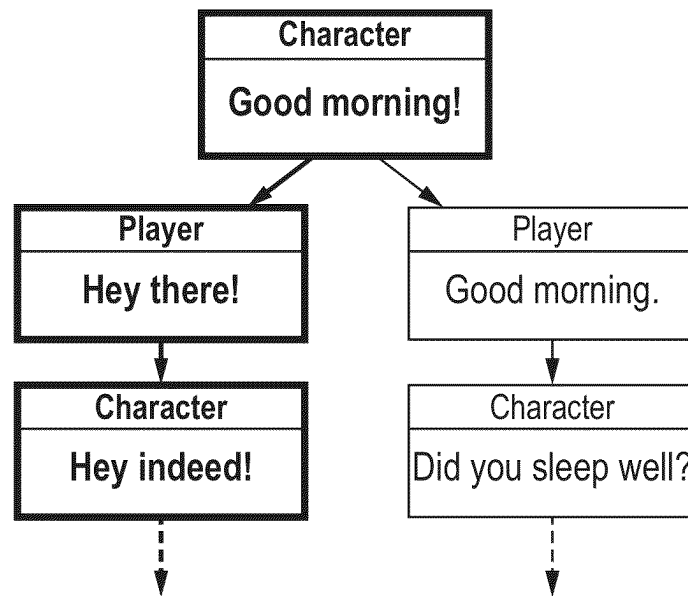 Character
Good morning!
Player
Hey there!
Player
Good morning.
Character
Hey indeed!
Character
Did you sleep well?